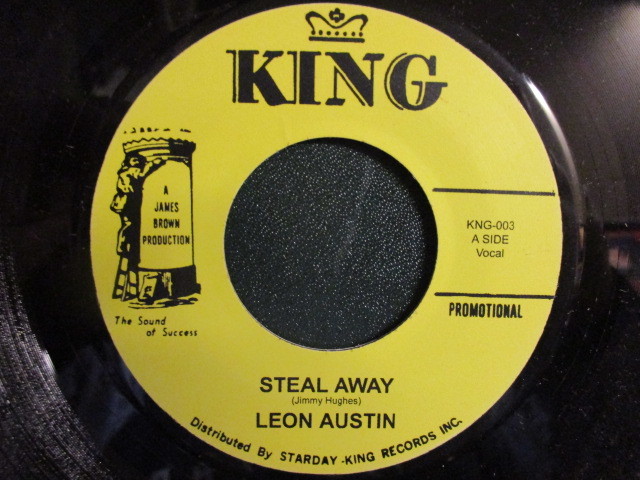 KING
A
JAMES
BROWN
PRODUCTION
The Sound
of Success
KNG-003
A SIDE
Vocal
PROMOTIONAL
STEAL AWAY
(Jimmy Hughes)
LEON AUSTIN
Distributed By STARDAY-KING RECORDS INC.